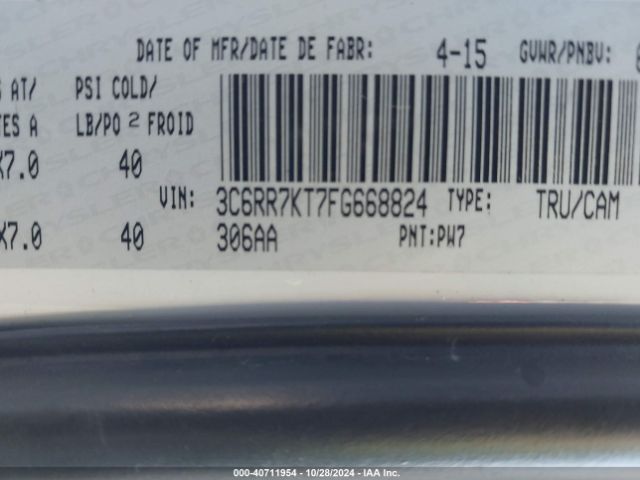 DATE OF MFR/DATE DE FABR: 4-15 GVWR/PNBV:
AT/ PSI COLD/
A LB/PO 2 FROID
X7.0 40
VIN: 3C6RR7KT7FG668824 TYPE: TRU/CAM
X7.0 40 306AA PNT:PW7
000-40711954 - 10/28/2024 - IAA Inc.